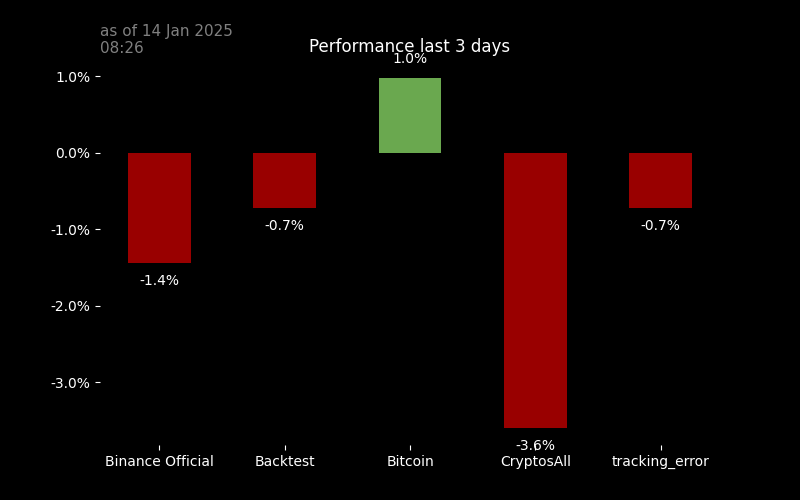 as of 14 Jan 2025
08:26
Performance last 3 days
1.0%
1.0%
0.0%
-1.0%
-2.0%
-3.0%
-1.4%
-0.7%
-3.6%
-0.7%
Binance Official
Backtest
Bitcoin
CryptosAll
tracking_error